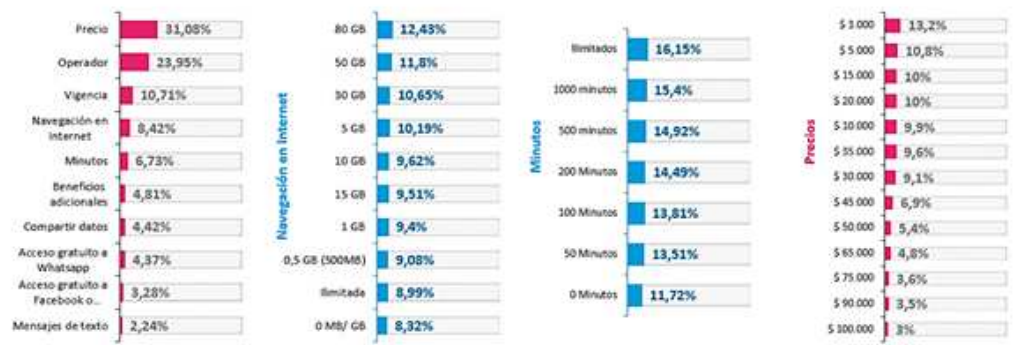 Precio 31,08%
Operador 23,95%
Vigencia 10,71%
Navegación en
Internet
8,42%
Minutos 6,73%
Beneficios
adicionales
4,81%
Compartir datos 4,42%
Acceso gratuito a
Whatsapp
4,37%
Acceso gratuito a
Facebook o...
3,28%
Mensajes de texto 2,24%
Navegación en Internet
80 GB 12,43%
50 GB 11,8%
30 GB 10,65%
5 GB 10,19%
10 GB 9,62%
15 GB 9,51%
1 GB 9,4%
0,5 GB (500MB) 9,08%
Ilimitada 8,99%
0 MB/ GB 8,32%
Minutos
Ilimitados 16,15%
1000 minutos 15,4%
500 minutos 14,92%
200 Minutos 14,49%
100 Minutos 13,81%
50 Minutos 13,51%
0 Minutos 11,72%
Precios
$ 3.000 13,2%
$ 5.000 10,8%
$ 15.000 10%
$ 20.000 10%
$ 10.000 9,9%
$ 35.000 9,6%
$ 30.000 9,1%
$ 45.000 6,9%
$ 50.000 5,4%
$ 65.000 4,8%
$ 75.000 3,6%
$ 90.000 3,5%
$ 100.000 3%